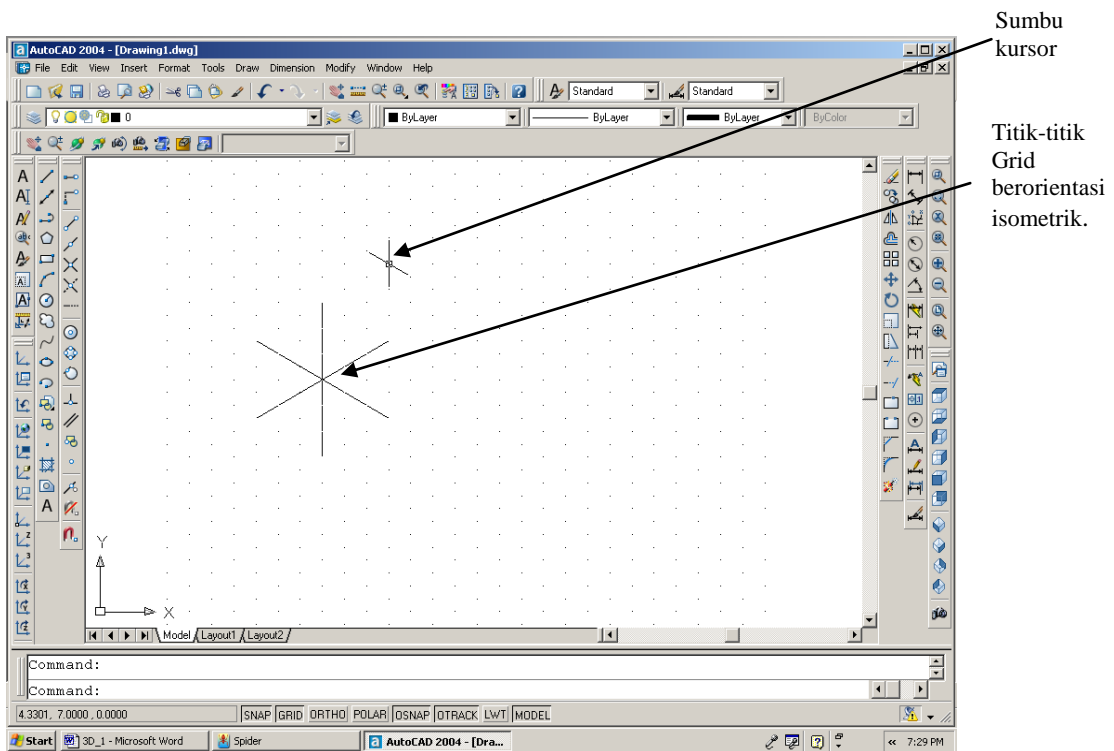 Sumbu
kursor
AutoCAD 2004 - [Drawing1.dwg]
File Edit View Insert Format Tools Draw Dimension Modify Window Help
Standard Standard
0 ByLayer ByLayer ByLayer ByColor
Titik-titik
Grid
berorientasi
isometrik.
Y
X
Model Layout1 Layout2
Command:
Command:
4.3301, 7.0000 , 0.0000 SNAP GRID ORTHO POLAR OSNAP OTRACK LWT MODEL
Start 3D_1 - Microsoft Word Spider AutoCAD 2004 - [Dra... « 7:29 PM